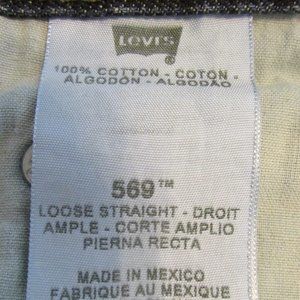 LEVI'S ®
100% COTTON - COTON -
ALGODÓN - ALGODÃO
569™
LOOSE STRAIGHT - DROIT
AMPLE - CORTE AMPLIO
PIERNA RECTA
MADE IN MEXICO
FABRIQUE AU MEXIQUE